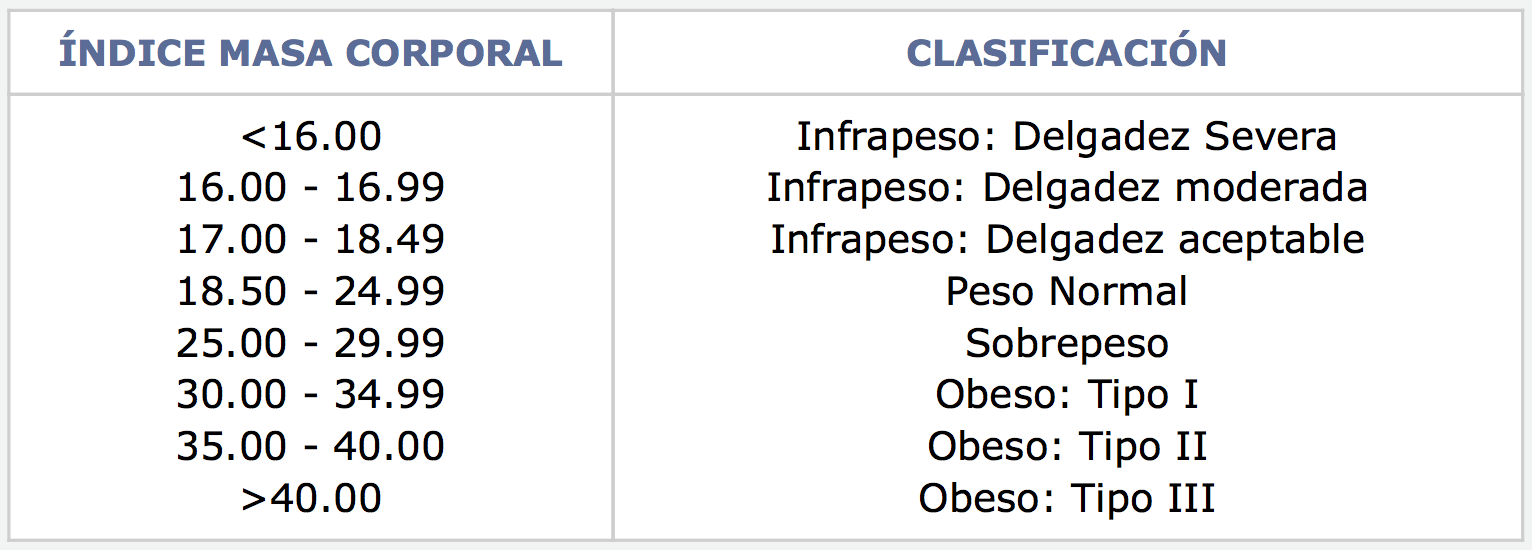 ÍNDICE MASA CORPORAL CLASIFICACIÓN
<16.00 Infrapeso: Delgadez Severa
16.00 - 16.99 Infrapeso: Delgadez moderada
17.00 - 18.49 Infrapeso: Delgadez aceptable
18.50 - 24.99 Peso Normal
25.00 - 29.99 Sobrepeso
30.00 - 34.99 Obeso: Tipo I
35.00 - 40.00 Obeso: Tipo II
>40.00 Obeso: Tipo III